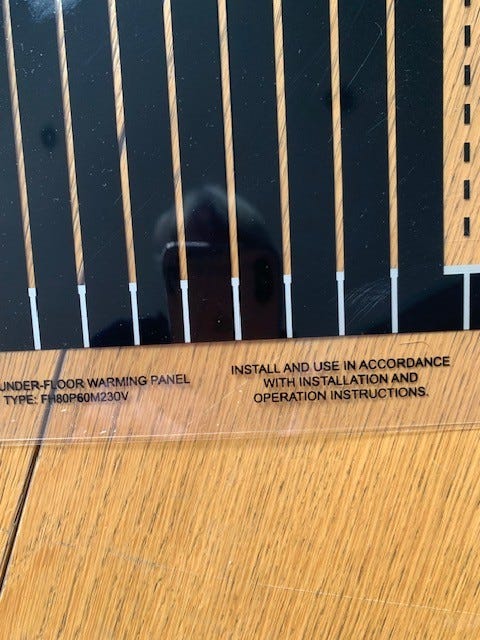 UNDER-FLOOR WARMING PANEL
TYPE: FH80P60M230V
INSTALL AND USE IN ACCORDANCE
WITH INSTALLATION AND
OPERATION INSTRUCTIONS.